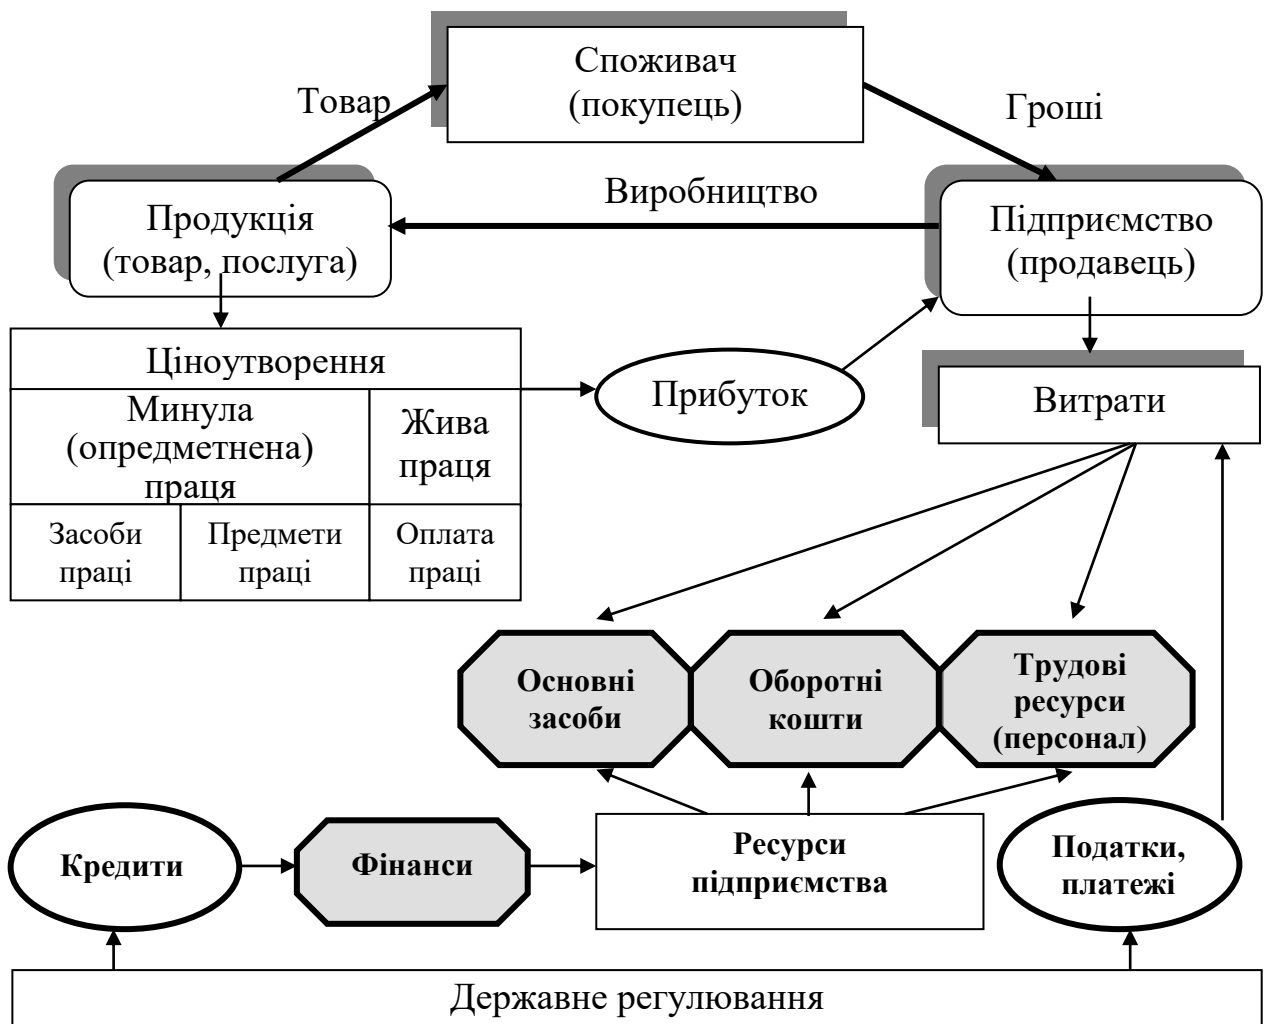 Споживач
(покупець)
Товар
Гроші
Виробництво
Продукція
(товар, послуга)
Підприємство
(продавець)
Ціноутворення
Прибуток
Витрати
Минула
(опредметнена)
праця
Жива
праця
Засоби
праці
Предмети
праці
Оплата
праці
Основні
засоби
Оборотні
кошти
Трудові
ресурси
(персонал)
Кредити
Фінанси
Ресурси
підприємства
Податки,
платежі
Державне регулювання